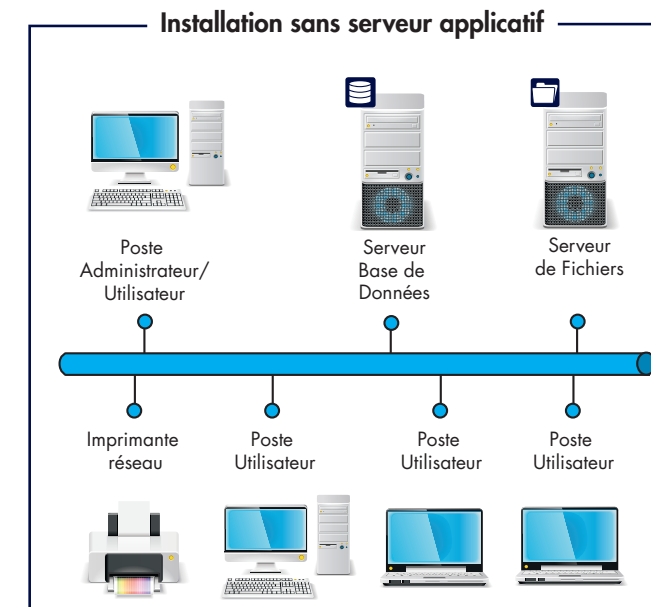 Installation sans serveur applicatif
Poste
Administrateur/
Utilisateur
Serveur
Base de
Données
Serveur
de Fichiers
Imprimante
réseau
Poste
Utilisateur
Poste
Utilisateur
Poste
Utilisateur